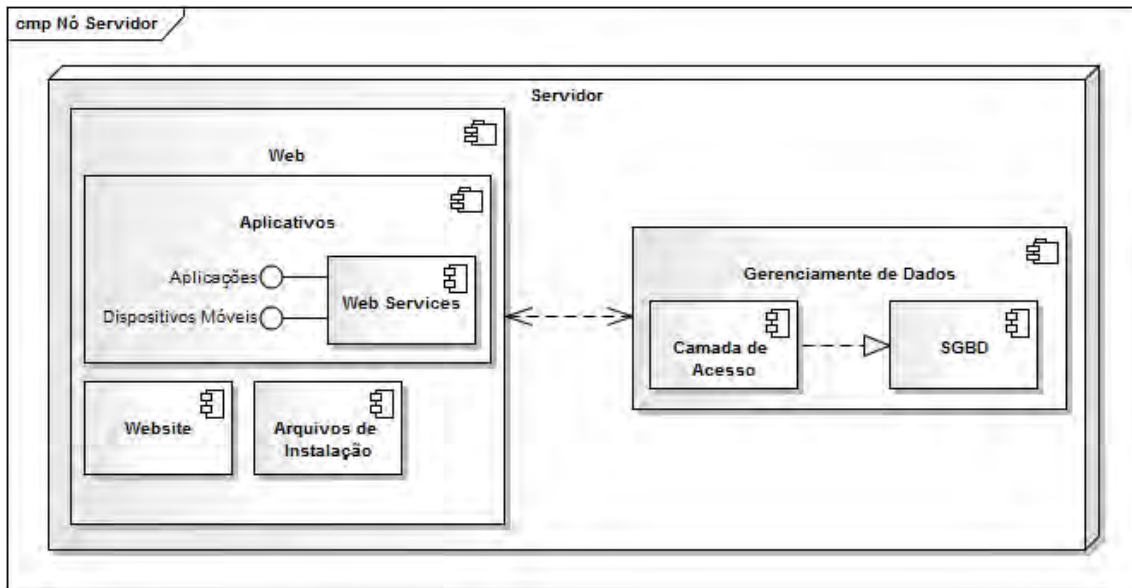 cmp Nó Servidor
Servidor
Web
Aplicativos
Aplicações
Dispositivos Móveis
Web Services
Website
Arquivos de
Instalação
Gerenciamente de Dados
Camada de
Acesso
SGBD